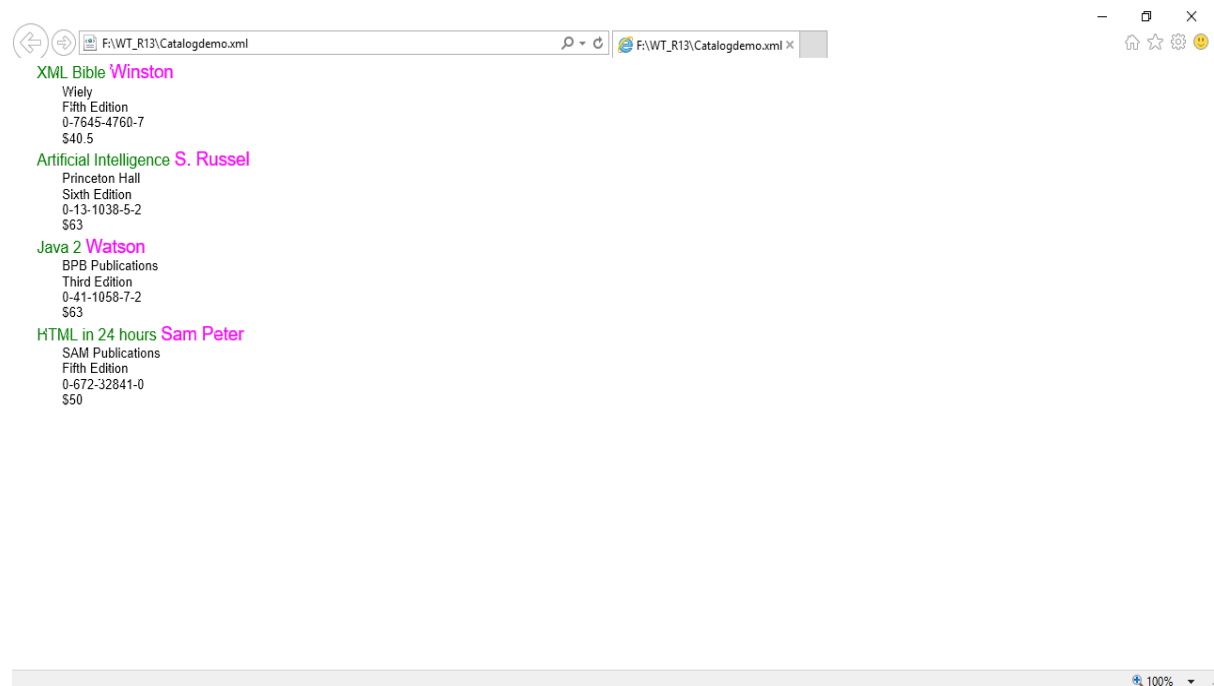 F:\WT_R13\Catalogdemo.xml
F:\WT_R13\Catalogdemo.xml
XML Bible Winston
Wiely
Fifth Edition
0-7645-4760-7
$40.5
Artificial Intelligence S. Russel
Princeton Hall
Sixth Edition
0-13-1038-5-2
$63
Java 2 Watson
BPB Publications
Third Edition
0-41-1058-7-2
$63
HTML in 24 hours Sam Peter
SAM Publications
Fifth Edition
0-672-32841-0
$50
100%